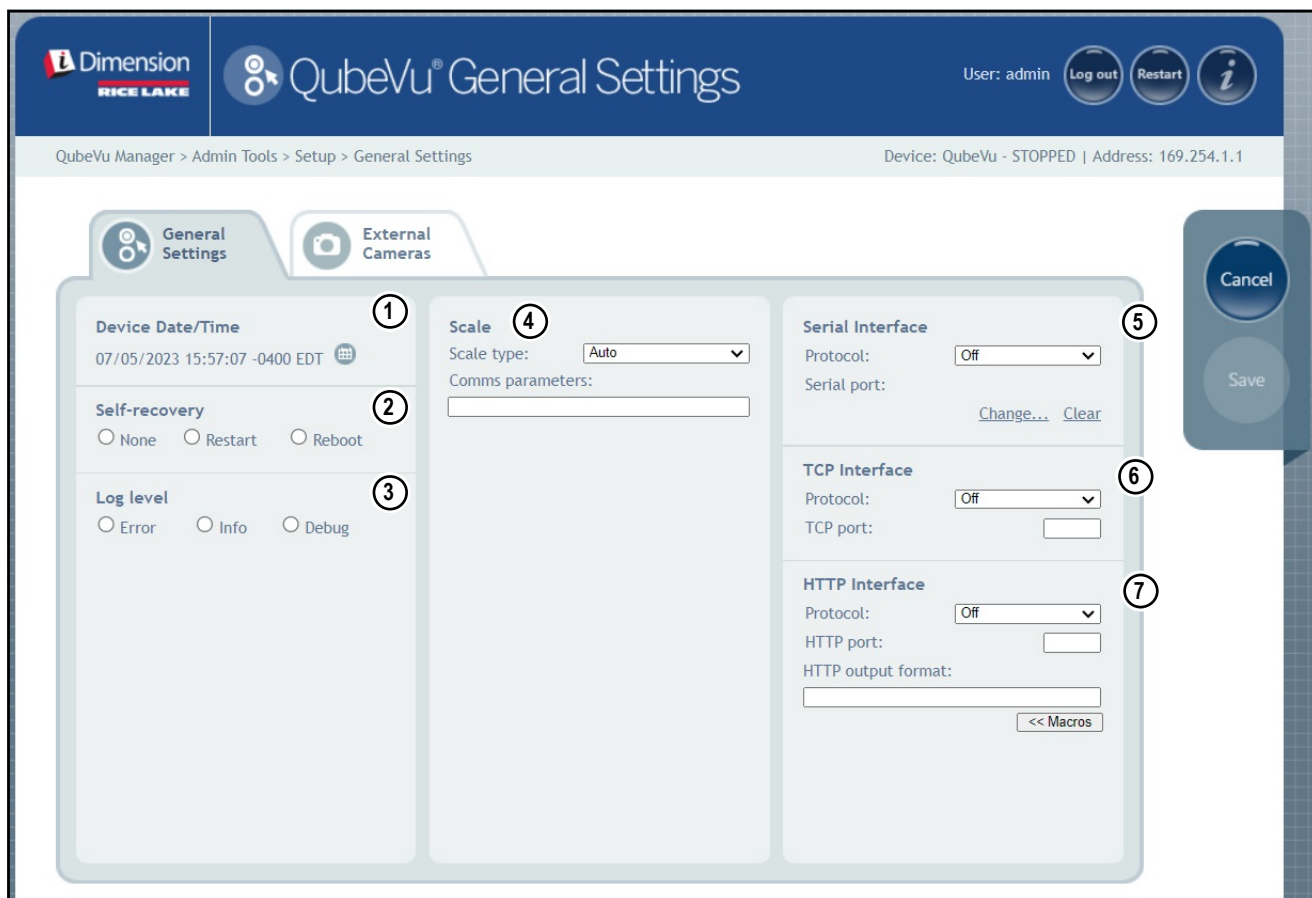 i Dimension
RICE LAKE
QubeVu® General Settings
User: admin
Log out
Restart
i
QubeVu Manager > Admin Tools > Setup > General Settings
Device: QubeVu - STOPPED | Address: 169.254.1.1
General
Settings
External
Cameras
Cancel
Save
1
Device Date/Time
07/05/2023 15:57:07 -0400 EDT
2
Self-recovery
None Restart Reboot
3
Log level
Error Info Debug
Scale 4
Scale type: Auto
Comms parameters:
Serial Interface 5
Protocol: Off
Serial port:
Change... Clear
TCP Interface 6
Protocol: Off
TCP port:
HTTP Interface 7
Protocol: Off
HTTP port:
HTTP output format:
<< Macros